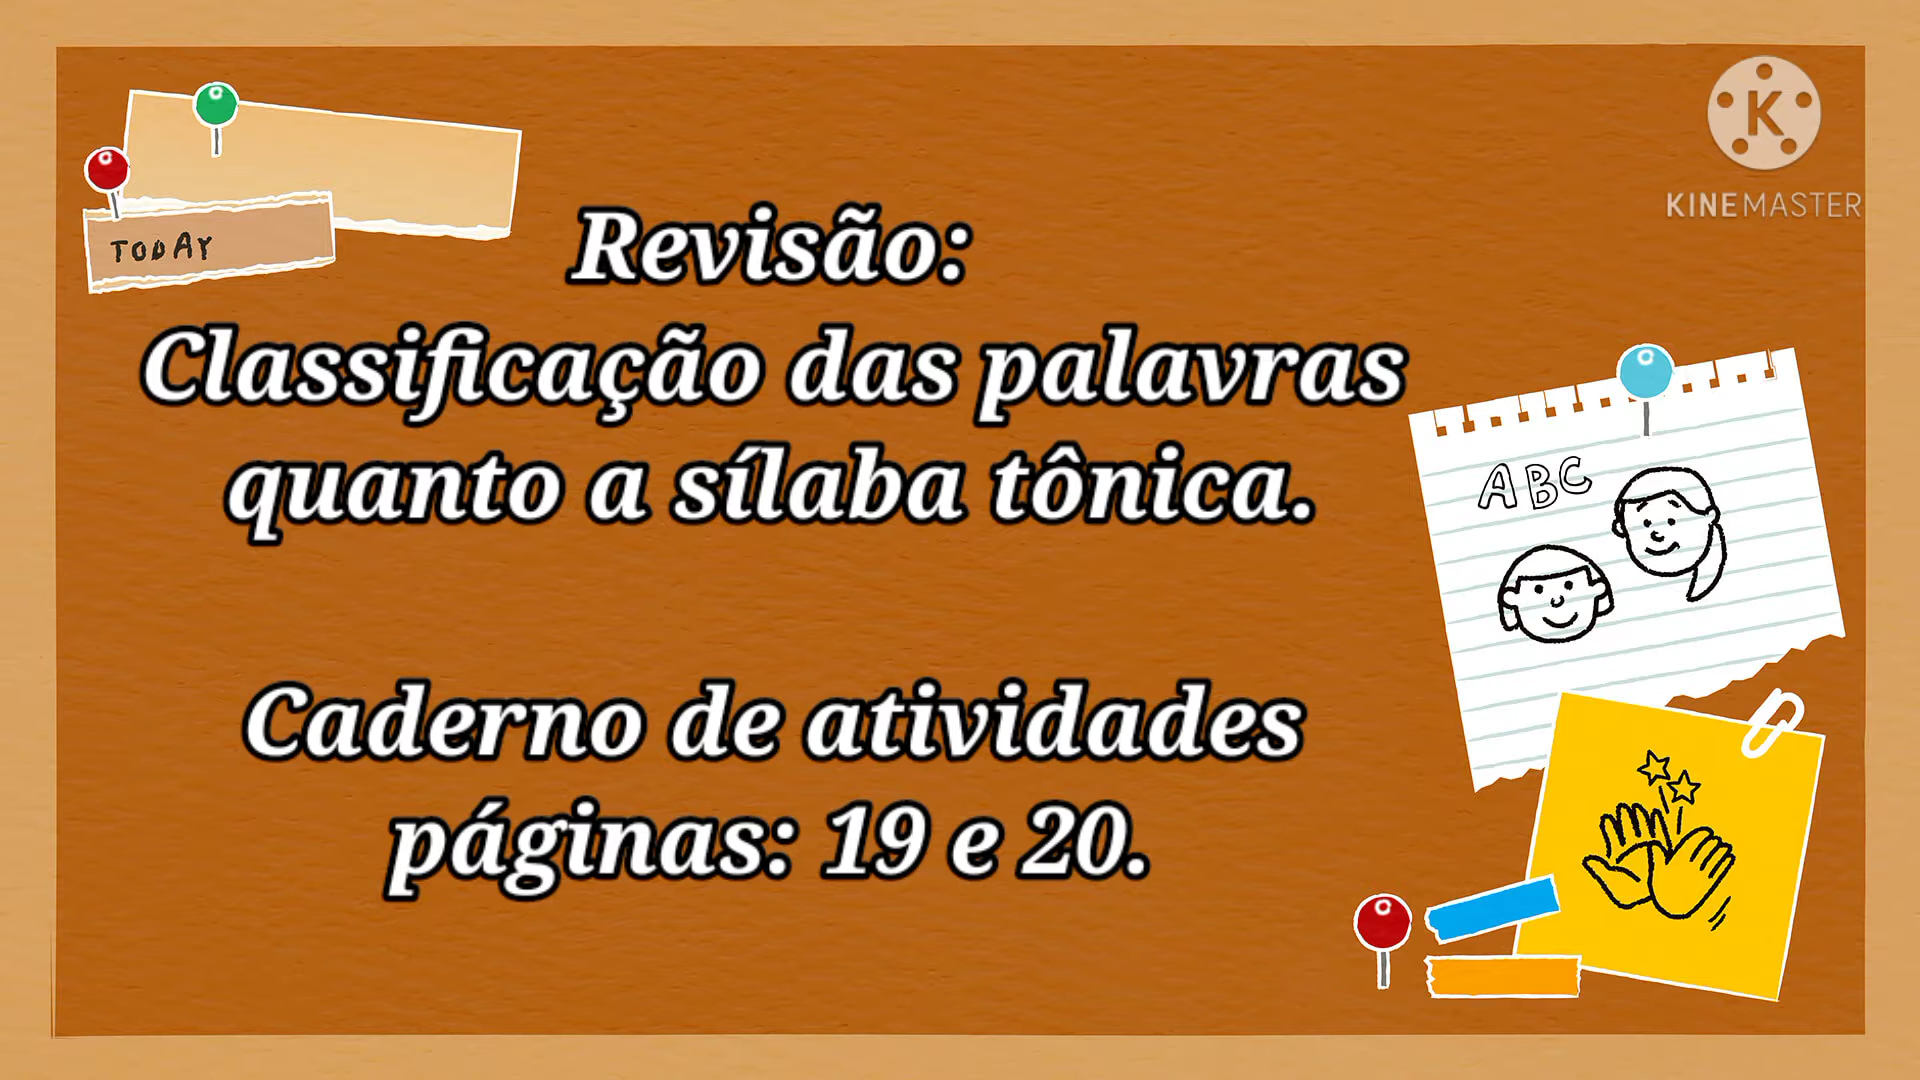 TODAY
KINEMASTER
Revisão:
Classificação das palavras
quanto a sílaba tônica.
ABC
Caderno de atividades
páginas: 19 e 20.